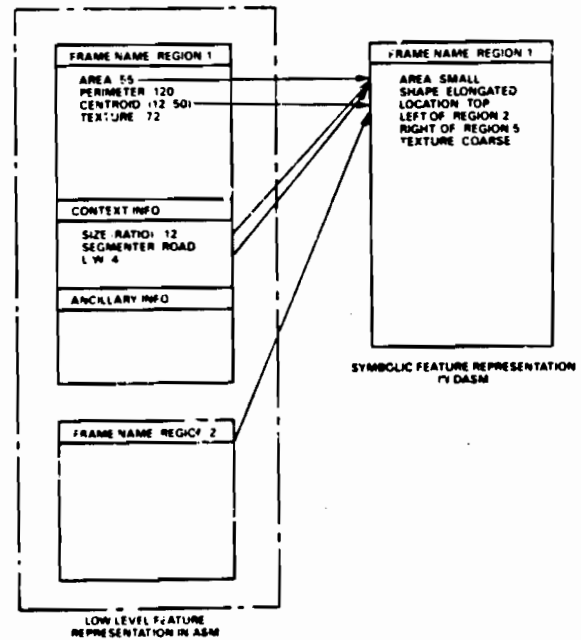 FRAME NAME REGION 1
AREA 55
PERIMETER 120
CENTROID (12 50)
TEXTURE 72
CONTEXT INFO
SIZE (RATIO) 12
SEGMENTER ROAD
L W 4
ANCILLARY INFO
FRAME NAME REGION 2
LOW LEVEL FEATURE
REPRESENTATION IN ASM
FRAME NAME REGION 1
AREA SMALL
SHAPE ELONGATED
LOCATION TOP
LEFT OF REGION 2
RIGHT OF REGION 5
TEXTURE COARSE
SYMBOLIC FEATURE REPRESENTATION
IN DASM